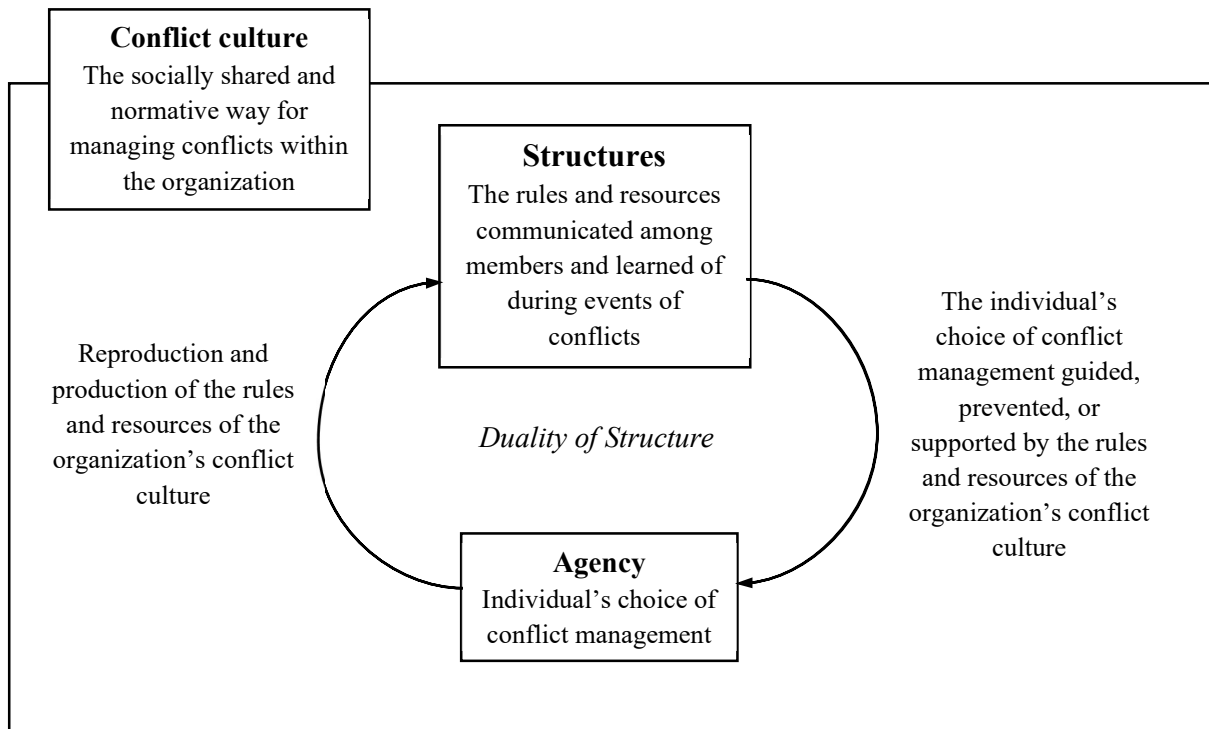 Conflict culture
The socially shared and
normative way for
managing conflicts within
the organization
Structures
The rules and resources
communicated among
members and learned of
during events of
conflicts
Reproduction and
production of the rules
and resources of the
organization’s conflict
culture
Duality of Structure
The individual’s
choice of conflict
management guided,
prevented, or
supported by the rules
and resources of the
organization’s conflict
culture
Agency
Individual’s choice of
conflict management